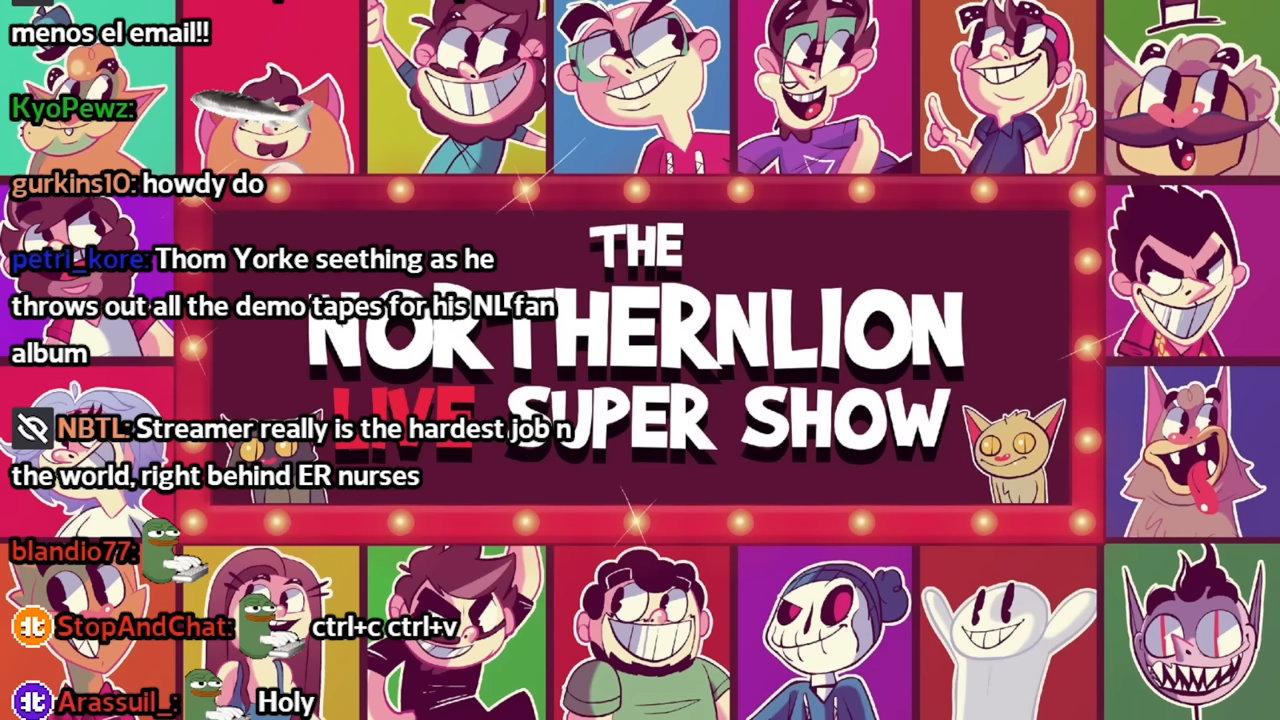 menos el email!!
KyoPewz:
gurkins10: howdy do
petri_kore: Thom Yorke seething as he
throws out all the demo tapes for his NL fan
album
NBTL: Streamer really is the hardest job n
the world, right behind ER nurses
blandio77:
StopAndChat: ctrl+c ctrl+v
Arassuil_: Holy
THE
NORTHERNLION
LIVE SUPER SHOW